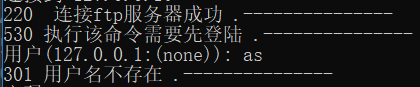 220  连接ftp服务器成功 .---------------
530 执行该命令需要先登陆 .---------------
用户(127.0.0.1:(none)): as
301 用户名不存在 .---------------